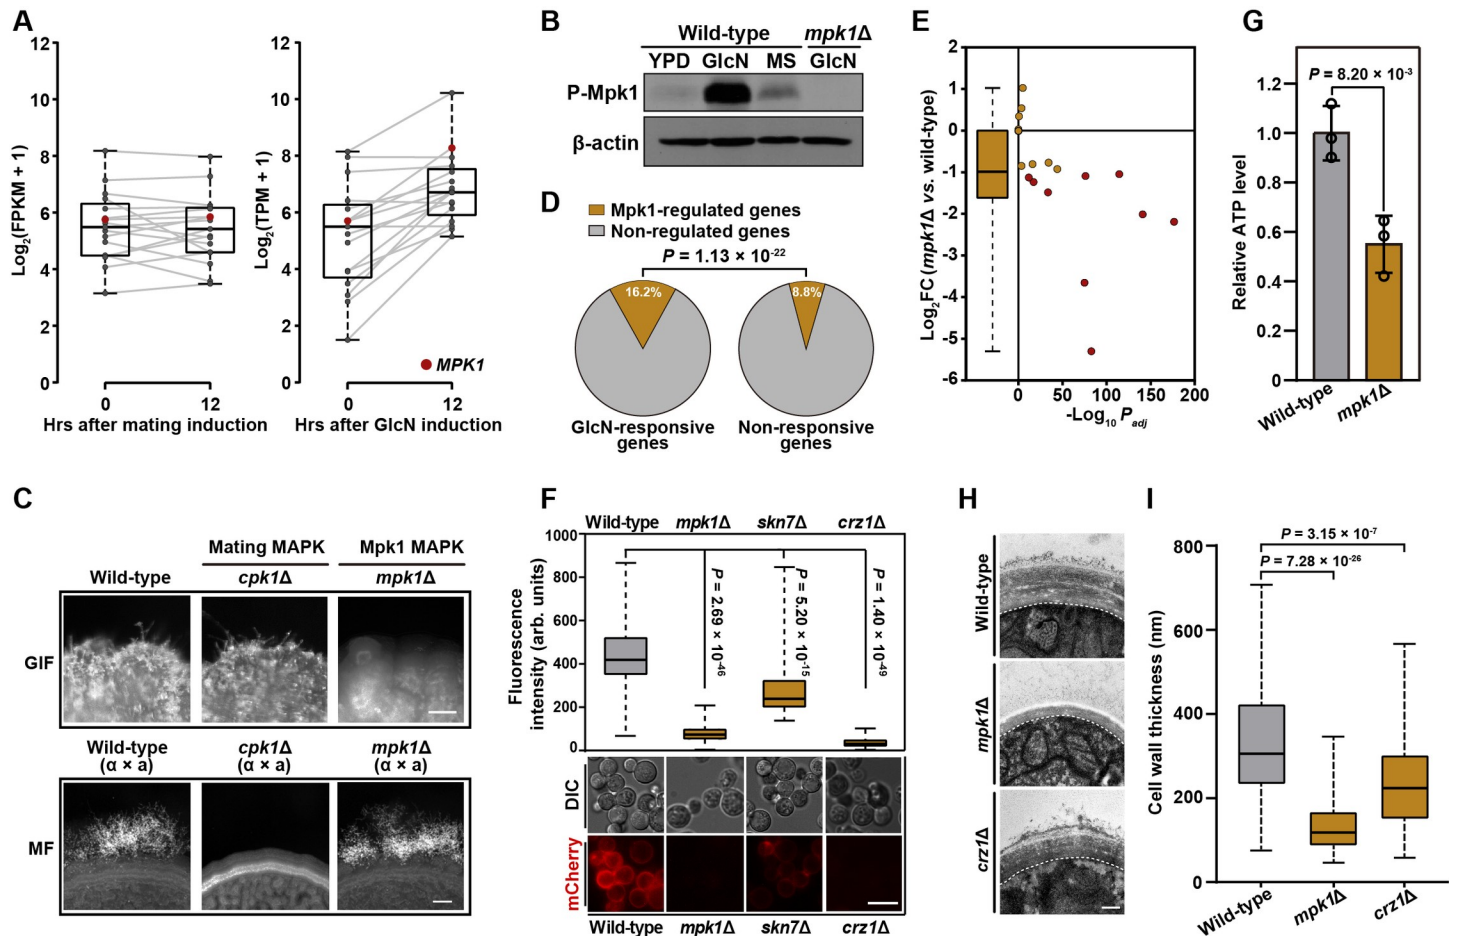 A
12
10
8
6
4
2
0
Log2(FPKM + 1)
0
12
Hrs after mating induction
12
10
8
6
4
2
0
Log2(TPM + 1)
MPK1
0
12
Hrs after GlcN induction
B
Wild-type
mpk1Δ
YPD
GlcN
MS
GlcN
P-Mpk1
β-actin
D
Mpk1-regulated genes
Non-regulated genes
P = 1.13 × 10-22
16.2%
8.8%
GlcN-responsive
genes
Non-responsive
genes
E
2
1
0
-1
-2
-3
-4
-5
-6
Log2FC (mpk1Δ vs. wild-type)
0
50
100
150
200
-Log10 Padj
G
P = 8.20 × 10-3
1.2
1.0
0.8
0.6
0.4
0.2
0
Relative ATP level
Wild-type
mpk1Δ
C
Mating MAPK
Mpk1 MAPK
Wild-type
cpk1Δ
mpk1Δ
GIF
Wild-type
(α × a)
cpk1Δ
(α × a)
mpk1Δ
(α × a)
MF
F
Wild-type
mpk1Δ
skn7Δ
crz1Δ
1000
800
600
400
200
0
Fluorescence
intensity (arb. units)
P = 2.69 × 10-46
P = 5.20 × 10-15
P = 1.40 × 10-49
DIC
mCherry
Wild-type
mpk1Δ
skn7Δ
crz1Δ
H
Wild-type
mpk1Δ
crz1Δ
I
P = 3.15 × 10-7
P = 7.28 × 10-26
800
600
400
200
0
Cell wall thickness (nm)
Wild-type
mpk1Δ
crz1Δ